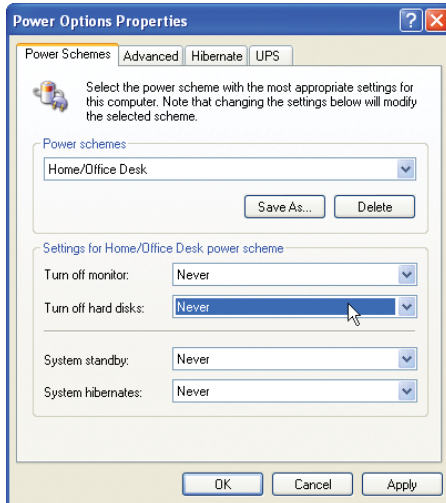 Power Options Properties
Power Schemes Advanced Hibernate UPS
Select the power scheme with the most appropriate settings for
this computer. Note that changing the settings below will modify
the selected scheme.
Power schemes
Home/Office Desk
Save As... Delete
Settings for Home/Office Desk power scheme
Turn off monitor: Never
Turn off hard disks: Never
System standby: Never
System hibernates: Never
OK Cancel Apply